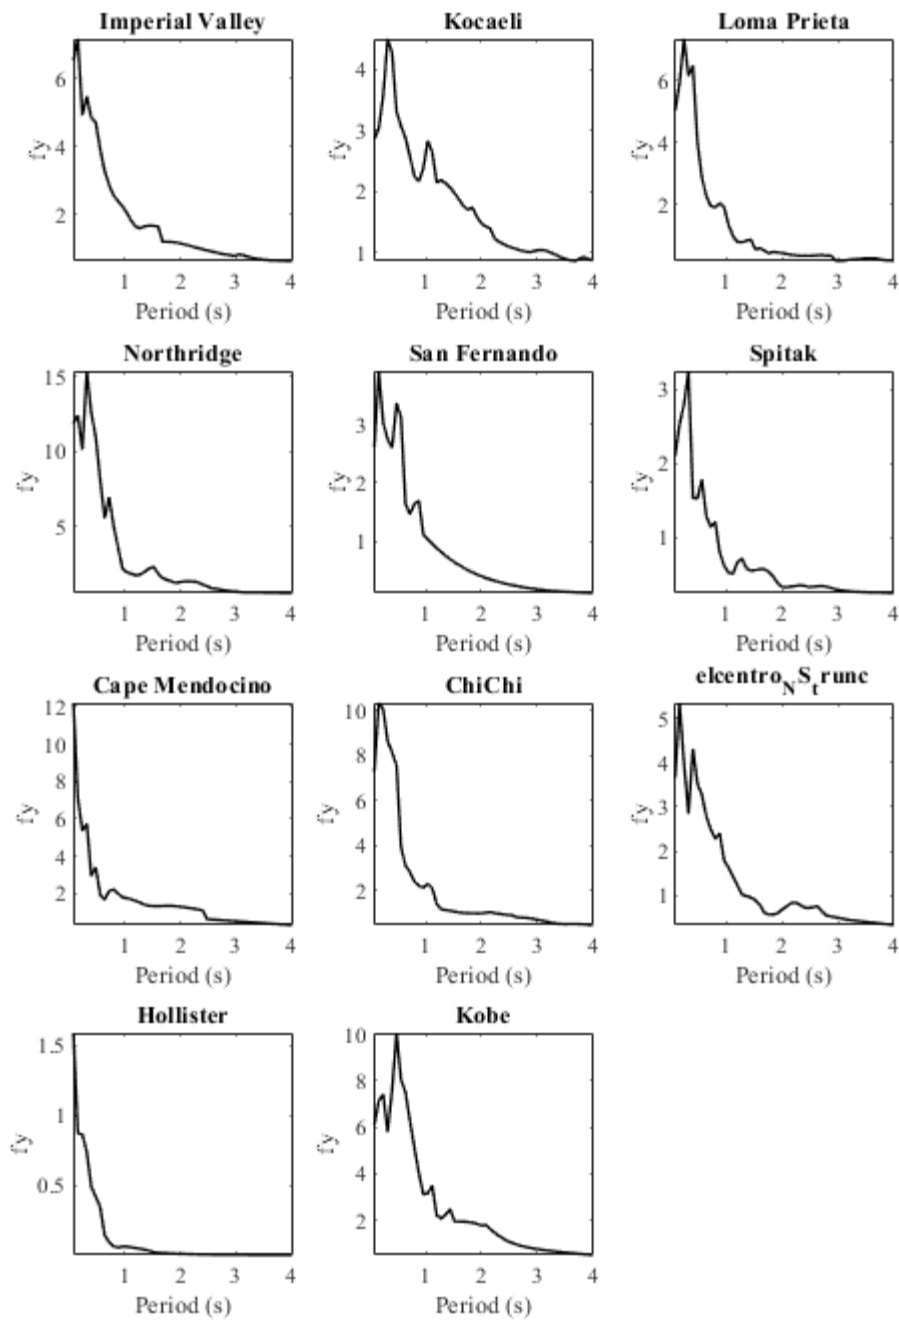 Imperial Valley Kocaeli Loma Prieta
6
4
2
fy
1 2 3 4
Period (s)
4
3
2
1
fy
1 2 3 4
Period (s)
6
4
2
fy
1 2 3 4
Period (s)
Northridge San Fernando Spitak
15
10
5
fy
1 2 3 4
Period (s)
3
2
1
fy
1 2 3 4
Period (s)
3
2
1
fy
1 2 3 4
Period (s)
Cape Mendocino ChiChi elcentro_NS_trunc
12
10
8
6
4
2
fy
1 2 3 4
Period (s)
10
8
6
4
2
fy
1 2 3 4
Period (s)
5
4
3
2
1
fy
1 2 3 4
Period (s)
Hollister Kobe
1.5
1
0.5
fy
1 2 3 4
Period (s)
10
8
6
4
2
fy
1 2 3 4
Period (s)